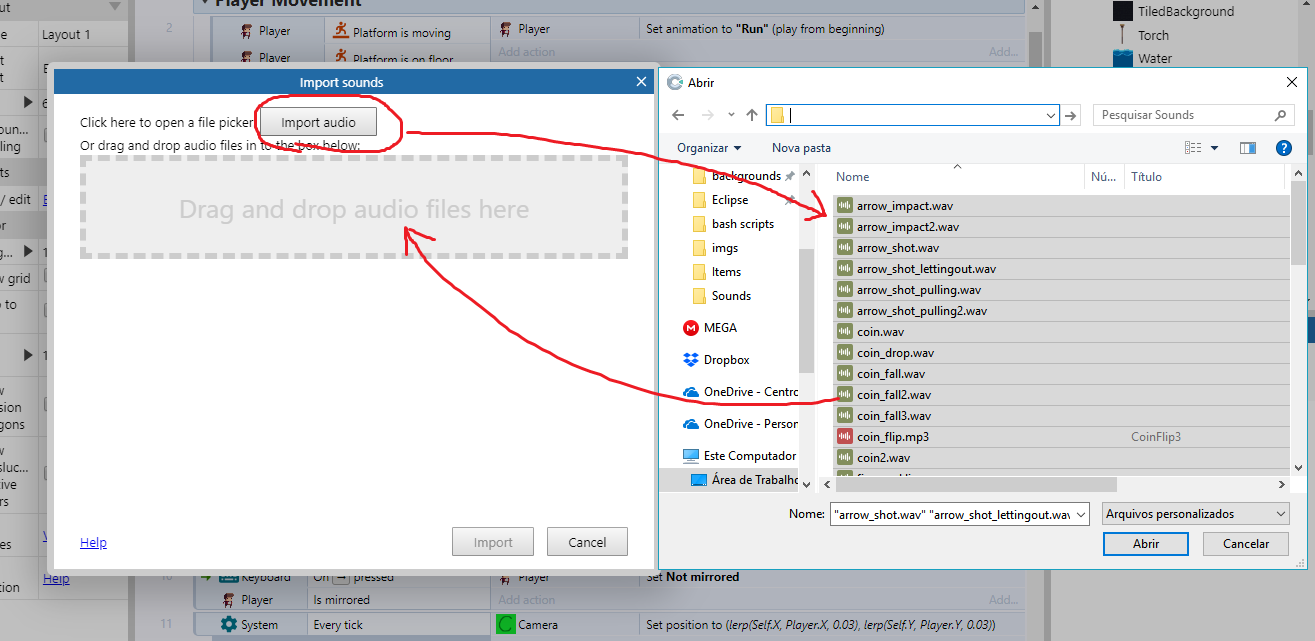 Player Movement
TiledBackground
Layout 1
2
Player
Platform is moving
Player
Set animation to "Run" (play from beginning)
Torch
Player
Platform is on floor
Add action
Add...
Water
Import sounds
Abrir
Click here to open a file picker
Import audio
Pesquisar Sounds
Or drag and drop audio files in to the box below:
Organizar
Nova pasta
Drag and drop audio files here
backgrounds
Eclipse
bash scripts
imgs
Items
Sounds
MEGA
Dropbox
OneDrive - Centro
OneDrive - Person
Este Computador
Área de Trabalho
Nome
Nú...
Título
arrow_impact.wav
arrow_impact2.wav
arrow_shot.wav
arrow_shot_lettingout.wav
arrow_shot_pulling.wav
arrow_shot_pulling2.wav
coin.wav
coin_drop.wav
coin_fall.wav
coin_fall2.wav
coin_fall3.wav
coin_flip.mp3
CoinFlip3
coin2.wav
Nome:
"arrow_shot.wav" "arrow_shot_lettingout.wav
Arquivos personalizados
Abrir
Cancelar
Help
Import
Cancel
/ edit
w grid
p to
Help
10
Keyboard
On → pressed
Player
Set Not mirrored
Player
Is mirrored
Add action
Add...
11
System
Every tick
Camera
Set position to (lerp(Self.X, Player.X, 0.03), lerp(Self.Y, Player.Y, 0.03))